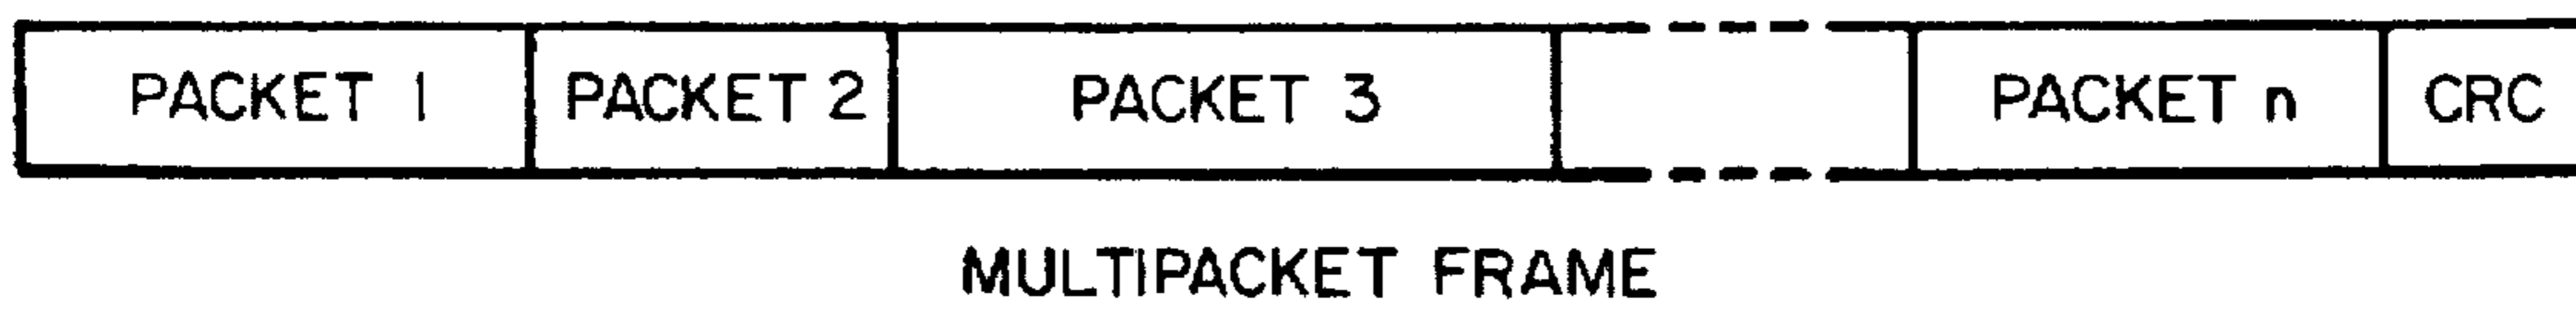 PACKET 1 PACKET 2 PACKET 3 PACKET n CRC
MULTIPACKET FRAME